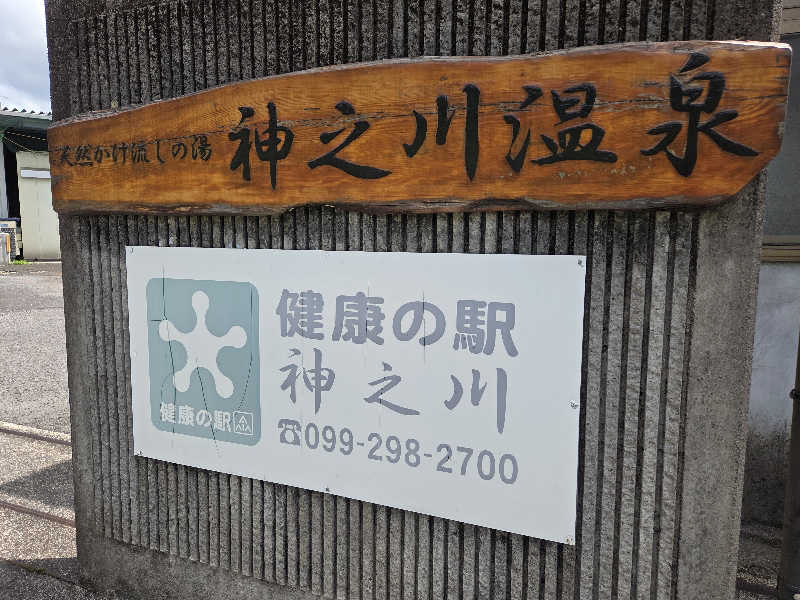 天然かけ流しの湯 神之川温泉
健康の駅
神之川
☎099-298-2700
健康の駅